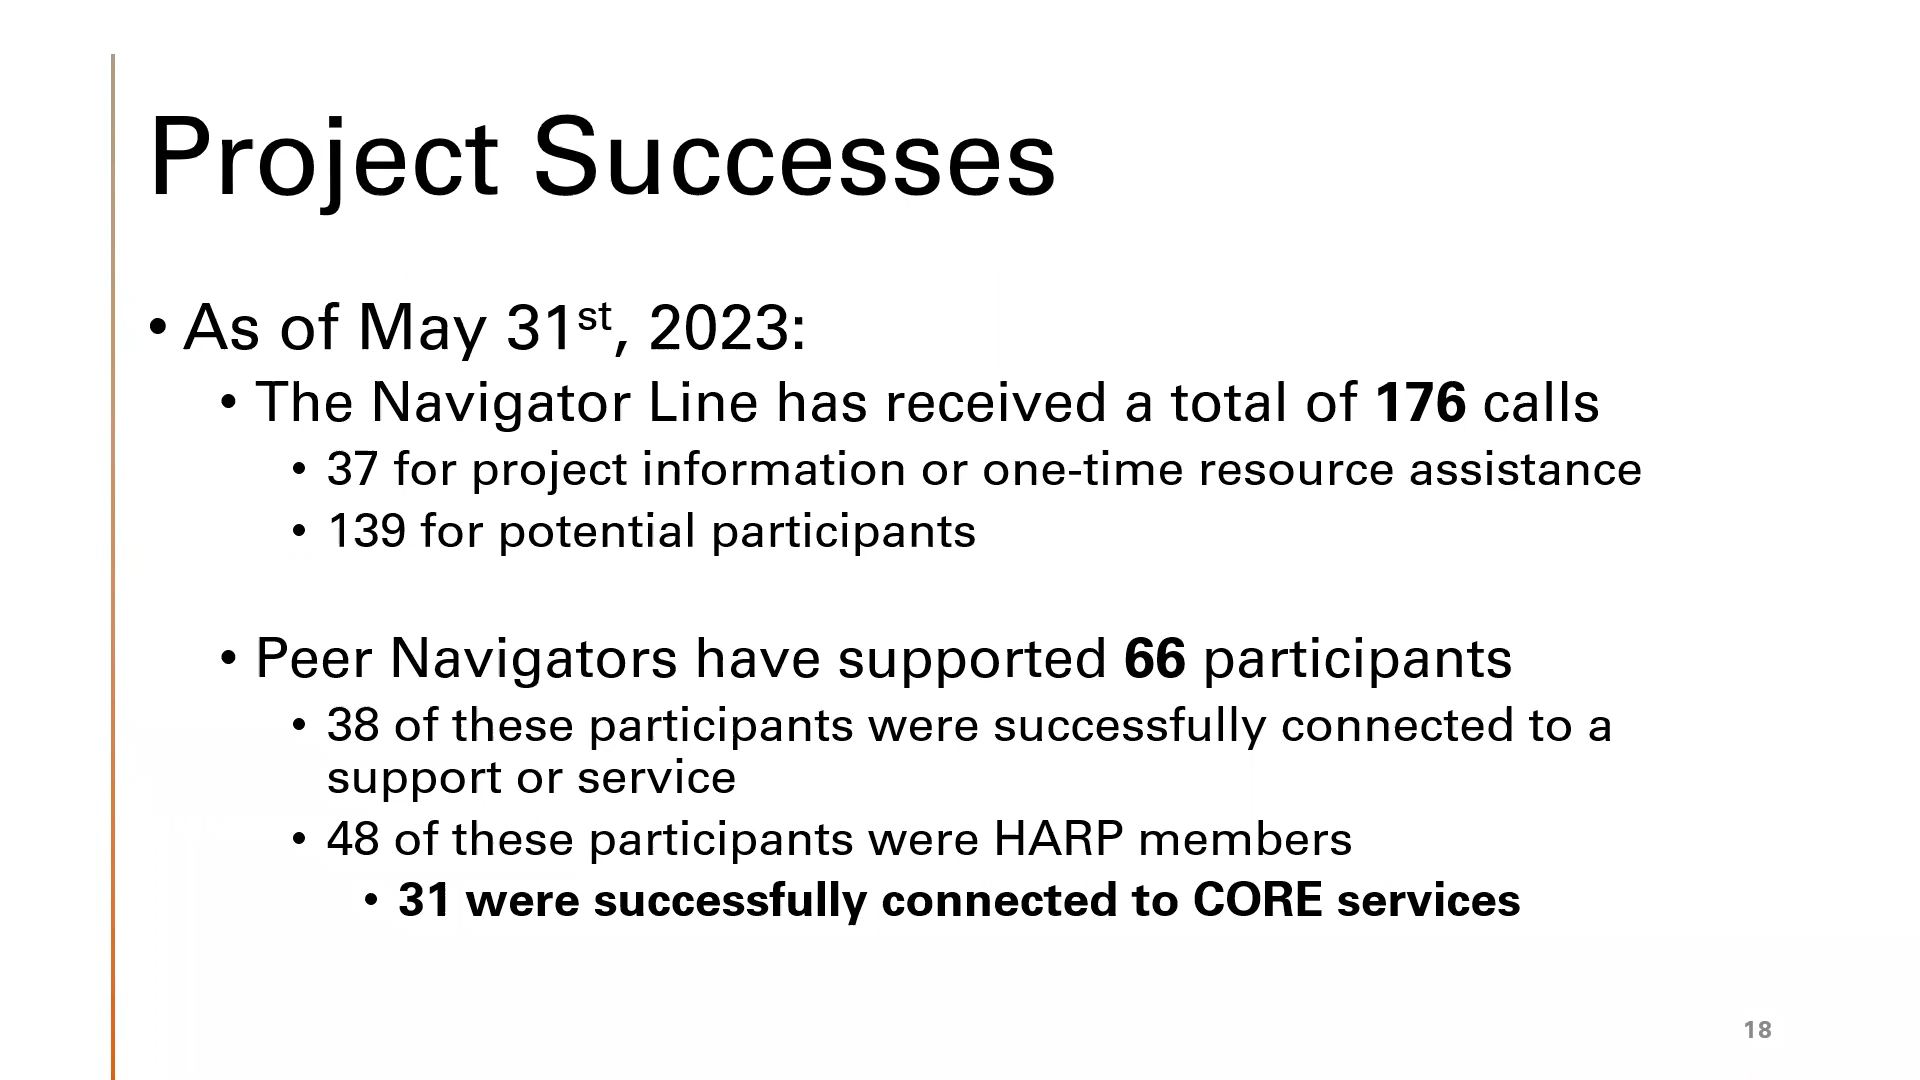 Project Successes
• As of May 31st, 2023:
• The Navigator Line has received a total of 176 calls
• 37 for project information or one-time resource assistance
• 139 for potential participants
• Peer Navigators have supported 66 participants
• 38 of these participants were successfully connected to a
support or service
• 48 of these participants were HARP members
• 31 were successfully connected to CORE services
18